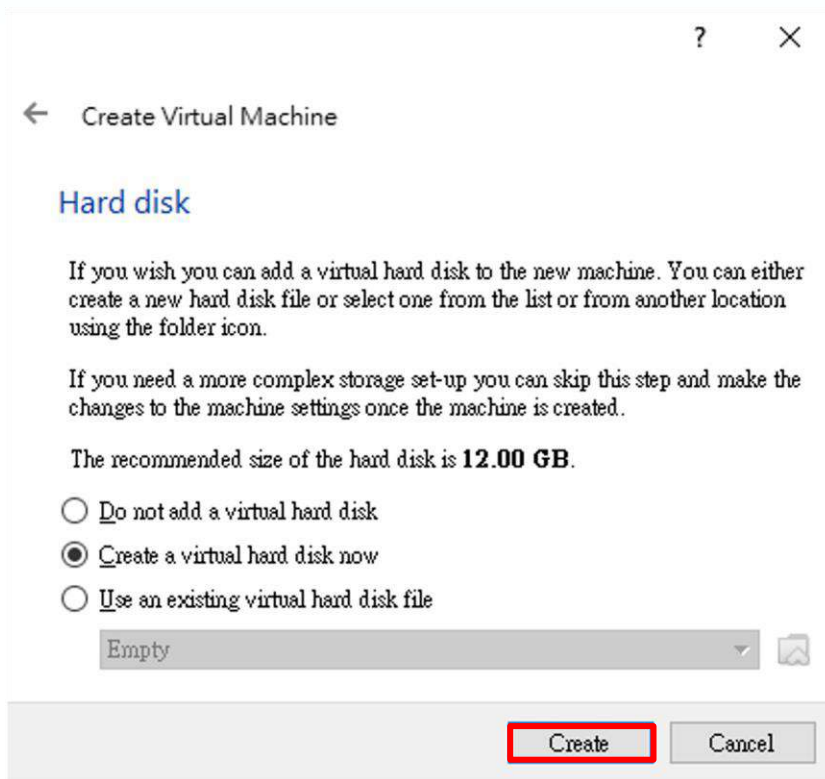 ?
Create Virtual Machine
Hard disk
If you wish you can add a virtual hard disk to the new machine. You can either
create a new hard disk file or select one from the list or from another location
using the folder icon.
If you need a more complex storage set-up you can skip this step and make the
changes to the machine settings once the machine is created.
The recommended size of the hard disk is 12.00 GB.
Do not add a virtual hard disk
Create a virtual hard disk now
Use an existing virtual hard disk file
Empty
Create Cancel